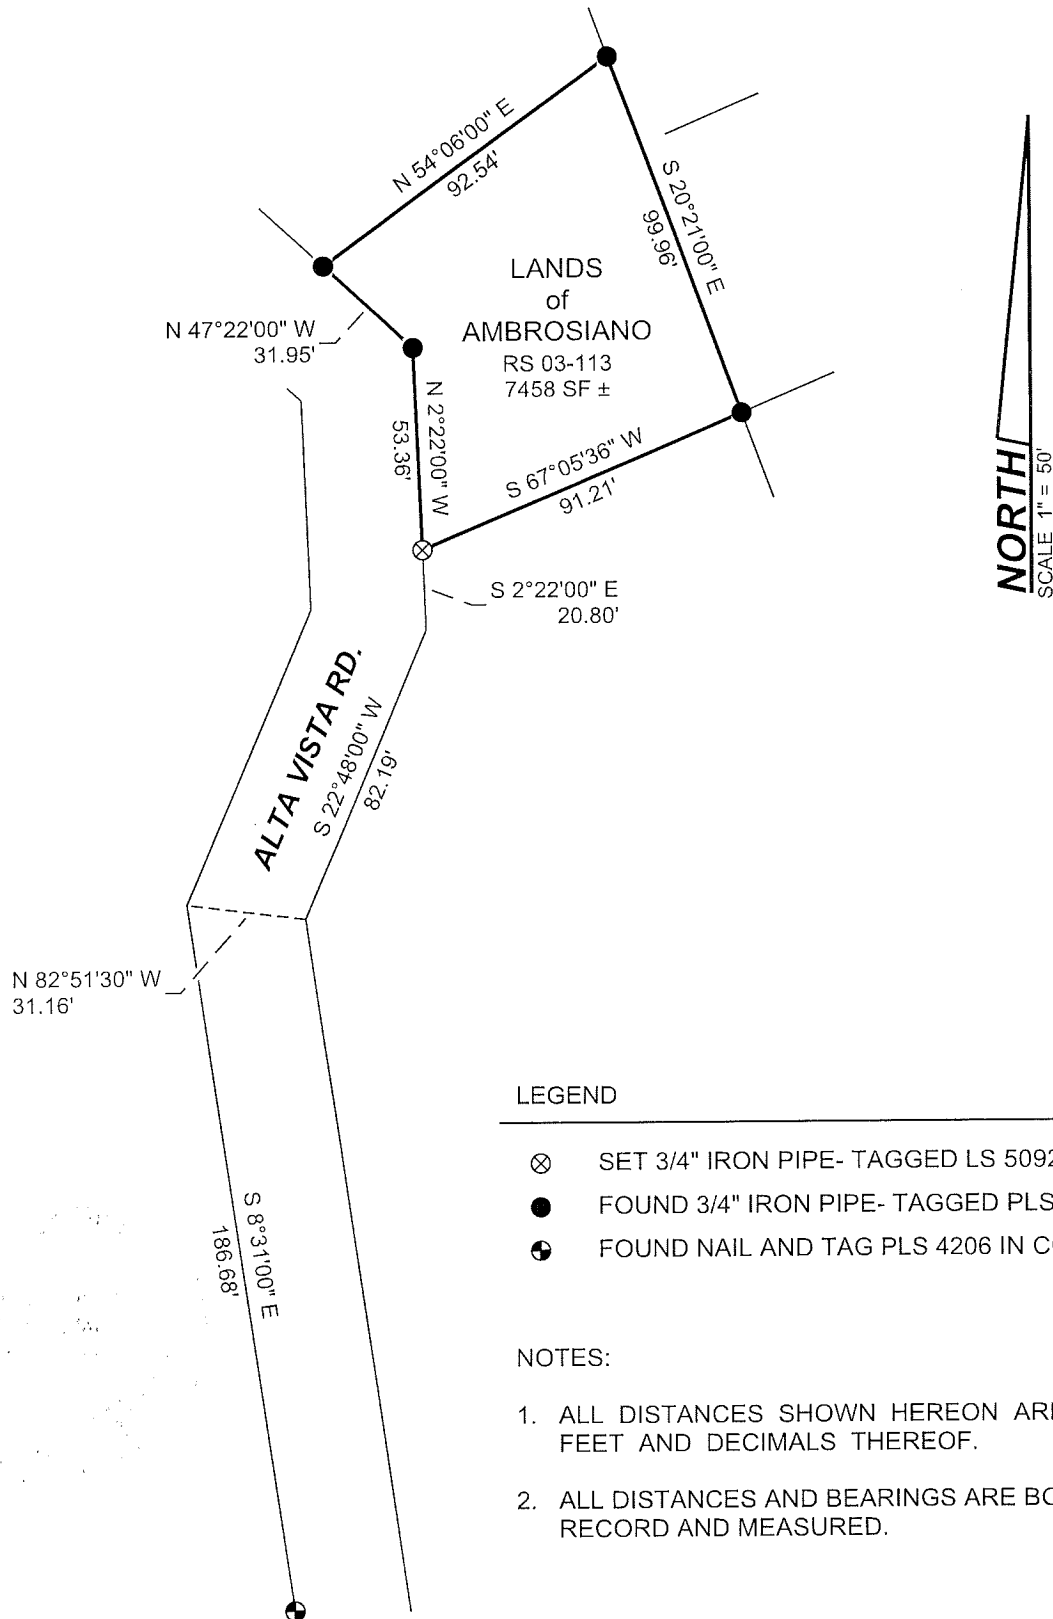 N 54°06'00" E
92.54'
S 20°21'00" E
99.96'
LANDS
of
AMBROSIANO
RS 03-113
7458 SF ±
N 47°22'00" W
31.95'
N 2°22'00" W
53.36'
S 67°05'36" W
91.21'
NORTH
SCALE 1" = 50'
S 2°22'00" E
20.80'
ALTA VISTA RD.
S 22°48'00" W
82.19'
N 82°51'30" W
31.16'
S 8°31'00" E
186.68'
LEGEND
SET 3/4" IRON PIPE- TAGGED LS 5092
FOUND 3/4" IRON PIPE- TAGGED PLS
FOUND NAIL AND TAG PLS 4206 IN
NOTES:
1. ALL DISTANCES SHOWN HEREON
FEET AND DECIMALS THEREOF.
2. ALL DISTANCES AND BEARINGS ARE
RECORD AND MEASURED.